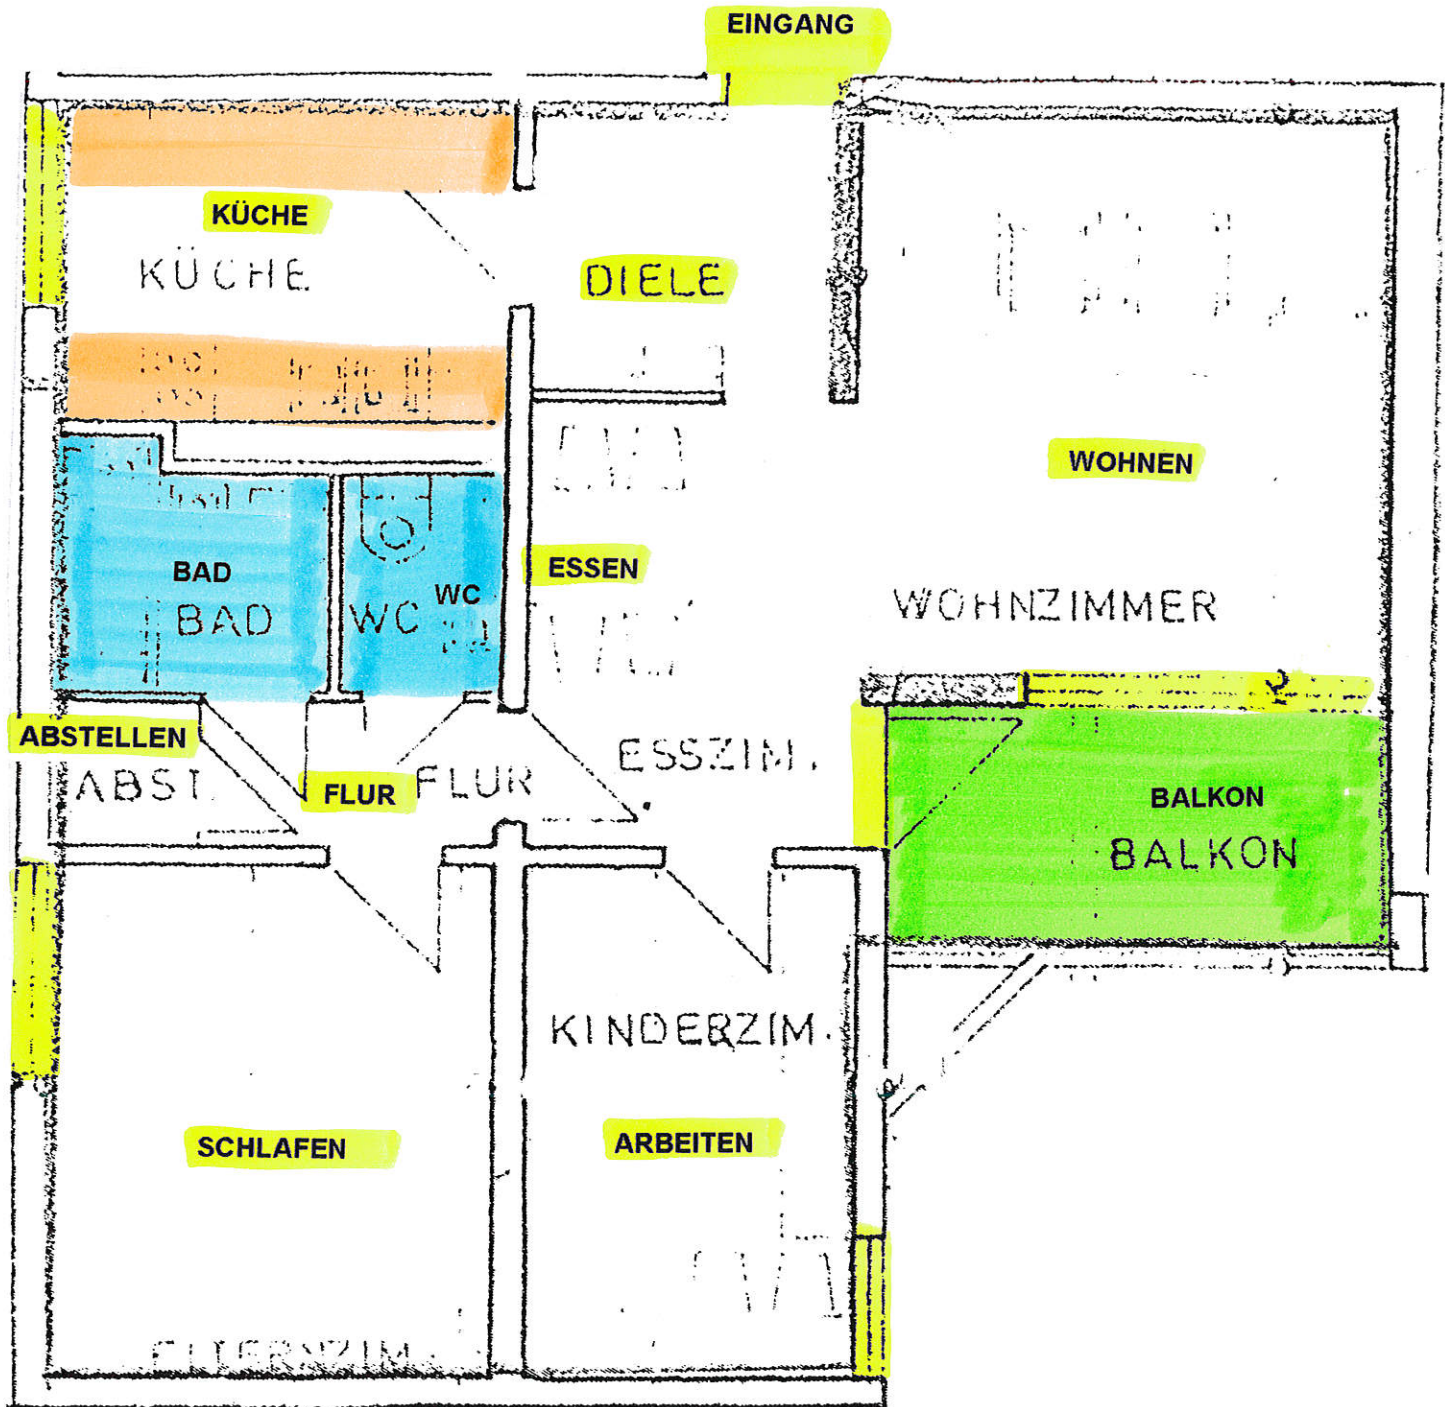 EINGANG
KÜCHE
KÜCHE
DIELE
WOHNEN
BAD
BAD
WC
WC
ESSEN
WOHNZIMMER
ABSTELLEN
ABST.
FLUR
FLUR
ESSZIM.
BALKON
BALKON
KINDERZIM.
SCHLAFEN
ARBEITEN
ELTERNZIM.